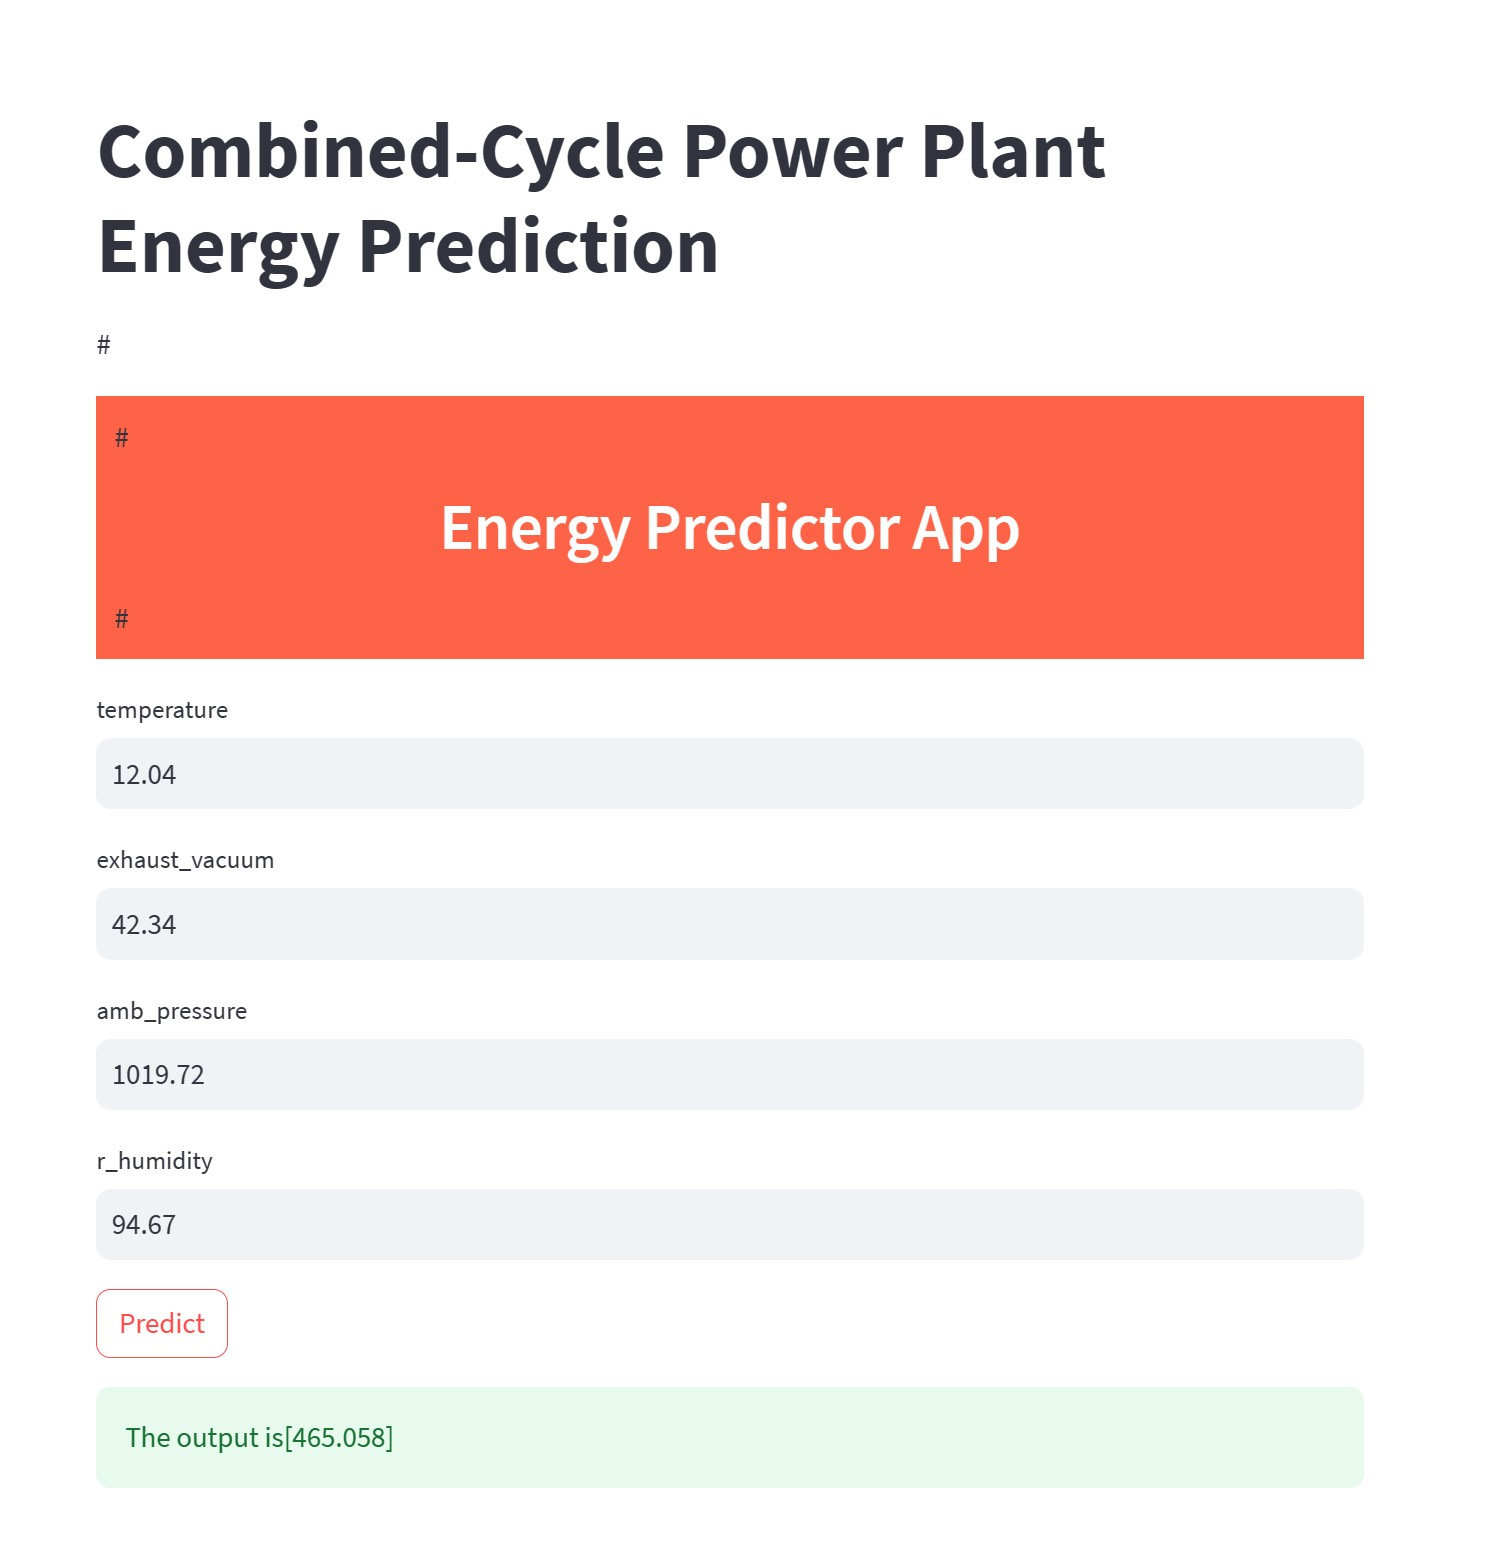 Combined-Cycle Power Plant
Energy Prediction
#
#
Energy Predictor App
#
temperature
12.04
exhaust_vacuum
42.34
amb_pressure
1019.72
r_humidity
94.67
Predict
The output is[465.058]